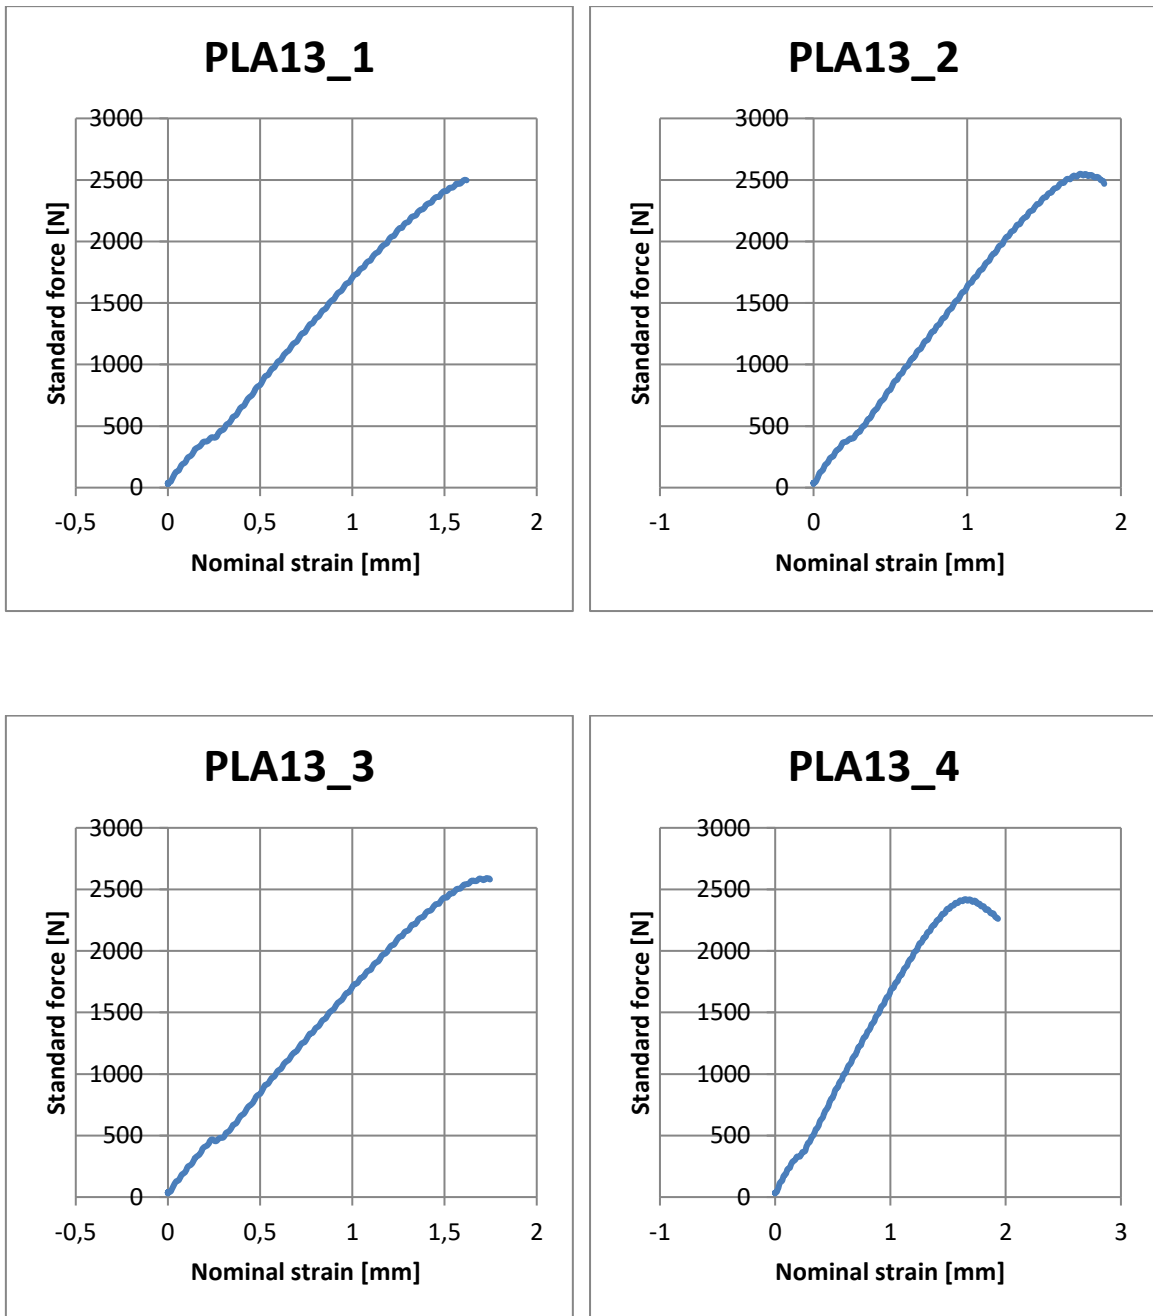 PLA13_1
3000
2500
2000
1500
1000
500
0
-0,5 0 0,5 1 1,5 2
Standard force [N]
Nominal strain [mm]
PLA13_2
3000
2500
2000
1500
1000
500
0
-1 0 1 2
Standard force [N]
Nominal strain [mm]
PLA13_3
3000
2500
2000
1500
1000
500
0
-0,5 0 0,5 1 1,5 2
Standard force [N]
Nominal strain [mm]
PLA13_4
3000
2500
2000
1500
1000
500
0
-1 0 1 2 3
Standard force [N]
Nominal strain [mm]